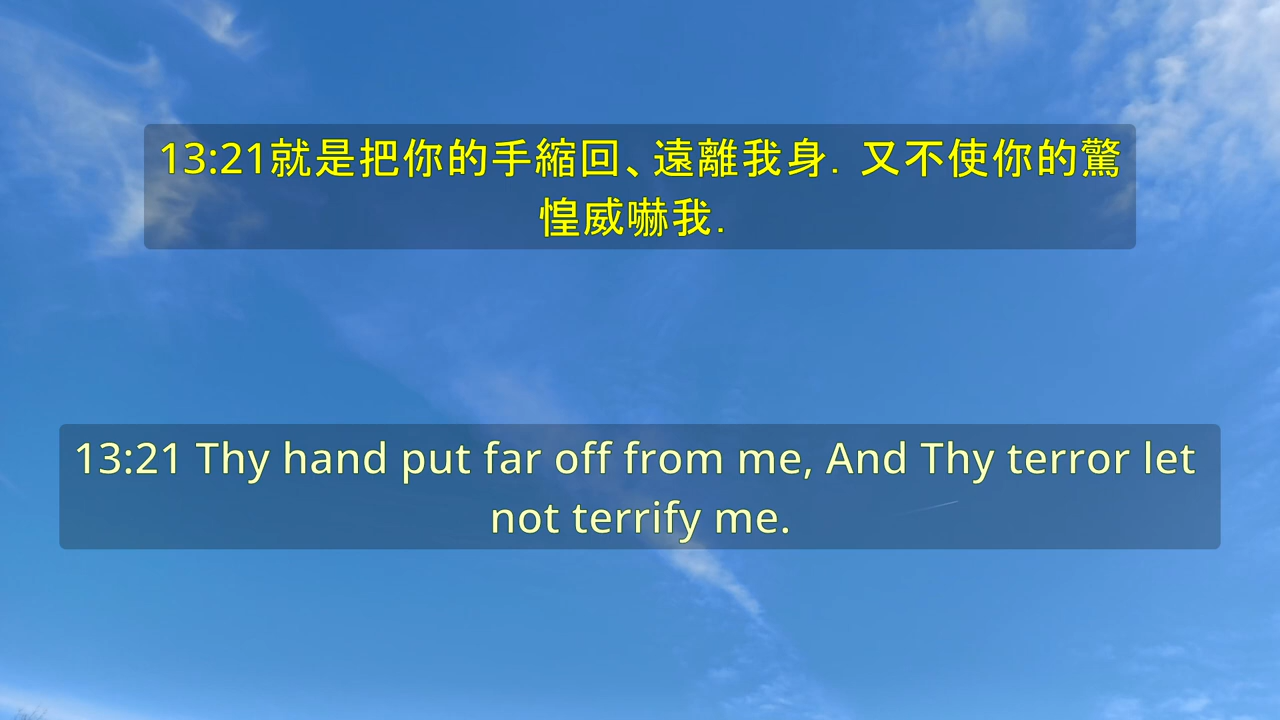 13:21就是把你的手縮回、遠離我身．又不使你的驚
惶威嚇我．
13:21 Thy hand put far off from me, And Thy terror let
not terrify me.